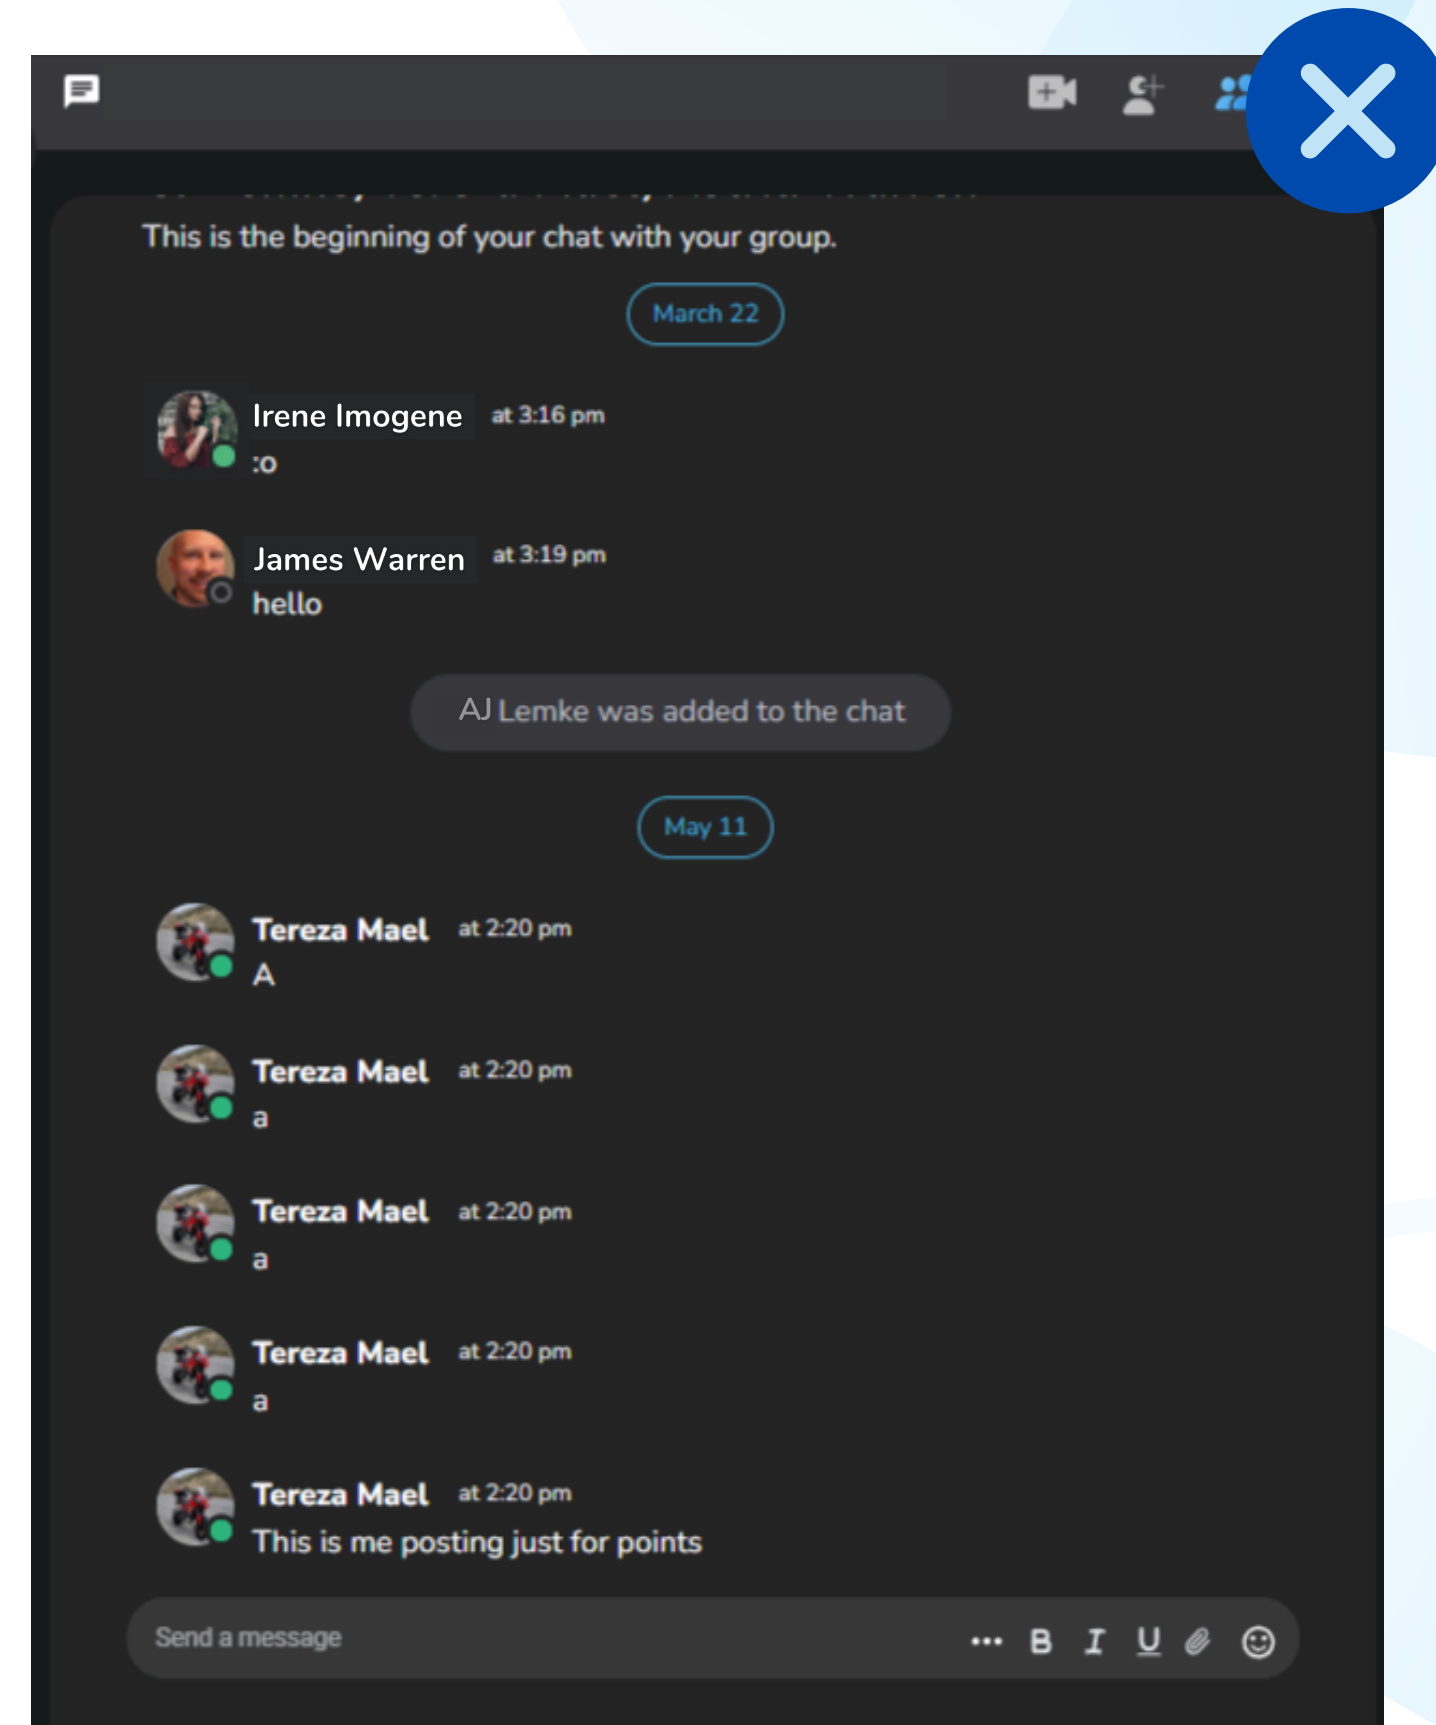 This is the beginning of your chat with your group.
March 22
Irene Imogene at 3:16 pm
:o
James Warren at 3:19 pm
hello
AJ Lemke was added to the chat
May 11
Tereza Mael at 2:20 pm
A
Tereza Mael at 2:20 pm
a
Tereza Mael at 2:20 pm
a
Tereza Mael at 2:20 pm
a
Tereza Mael at 2:20 pm
This is me posting just for points
Send a message ••• B I U